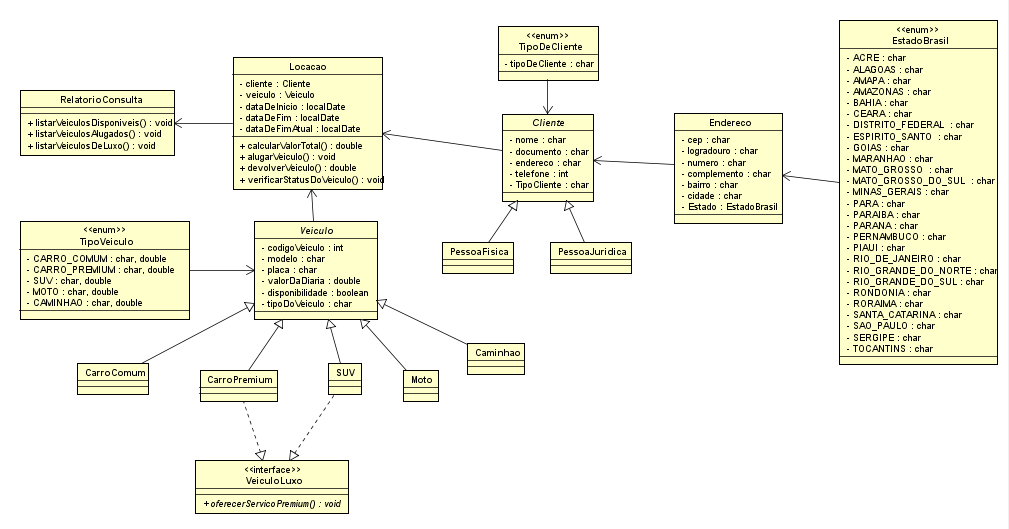 RelatorioConsulta
+ listarVeiculosDisponiveis() : void
+ listarVeiculosAlugados() : void
+ listarVeiculosDeLuxo() : void
Locacao
- cliente : Cliente
- veiculo : Veiculo
- dataDeInicio : localDate
- dataDeFim : localDate
- dataDeFimAtual : localDate
+ calcularValorTotal() : double
+ alugarVeiculo() : void
+ devolverVeiculo() : double
+ verificarStatusDoVeiculo() : void
<<enum>>
TipoDeCliente
- tipoDeCliente : char
Cliente
- nome : char
- documento : char
- endereco : char
- telefone : int
- TipoCliente : char
Endereco
- cep : char
- logradouro : char
- numero : char
- complemento : char
- bairro : char
- cidade : char
- Estado : EstadoBrasil
<<enum>>
EstadoBrasil
- ACRE : char
- ALAGOAS : char
- AMAPA : char
- AMAZONAS : char
- BAHIA : char
- CEARA : char
- DISTRITO_FEDERAL : char
- ESPIRITO_SANTO : char
- GOIAS : char
- MARANHAO : char
- MATO_GROSSO : char
- MATO_GROSSO_DO_SUL : char
- MINAS_GERAIS : char
- PARA : char
- PARAIBA : char
- PARANA : char
- PERNAMBUCO : char
- PIAUI : char
- RIO_DE_JANEIRO : char
- RIO_GRANDE_DO_NORTE : char
- RIO_GRANDE_DO_SUL : char
- RONDONIA : char
- RORAIMA : char
- SANTA_CATARINA : char
- SAO_PAULO : char
- SERGIPE : char
- TOCANTINS : char
<<enum>>
TipoVeiculo
- CARRO_COMUM : char, double
- CARRO_PREMIUM : char, double
- SUV : char, double
- MOTO : char, double
- CAMINHAO : char, double
Veiculo
- codigoVeiculo : int
- modelo : char
- placa : char
- valorDaDiaria : double
- disponibilidade : boolean
- tipoDoVeiculo : char
PessoaFisica
PessoaJuridica
CarroComum
CarroPremium
SUV
Moto
Caminhao
<<interface>>
VeiculoLuxo
+ oferecerServicoPremium() : void